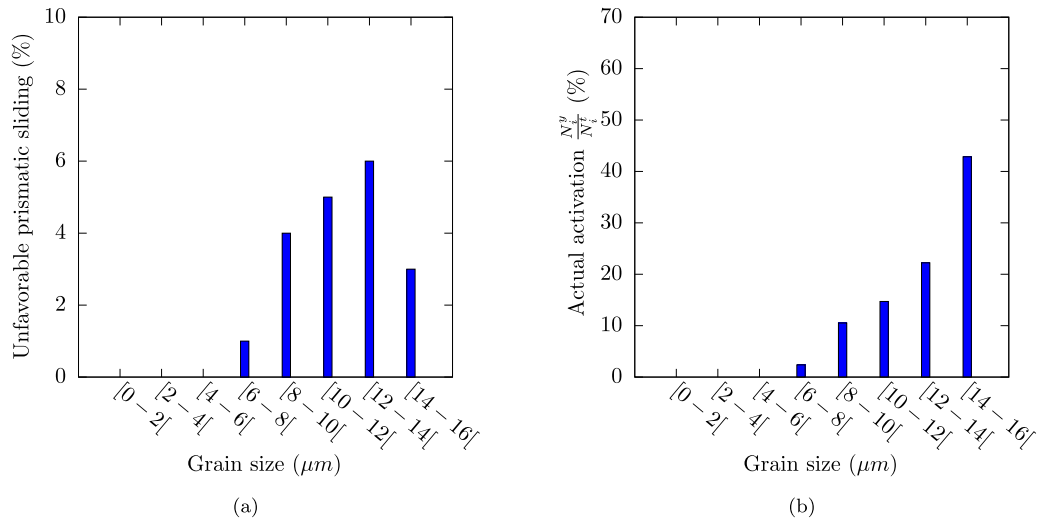 10
8
6
4
2
0
Unfavorable prismatic sliding (%)
[0 − 2[
[2 − 4[
[4 − 6[
[6 − 8[
[8 − 10[
[10 − 12[
[12 − 14[
[14 − 16[
Grain size (μm)
(a)
70
60
50
40
30
20
10
0
Actual activation N_i^y/N_i^t (%)
[0 − 2[
[2 − 4[
[4 − 6[
[6 − 8[
[8 − 10[
[10 − 12[
[12 − 14[
[14 − 16[
Grain size (μm)
(b)